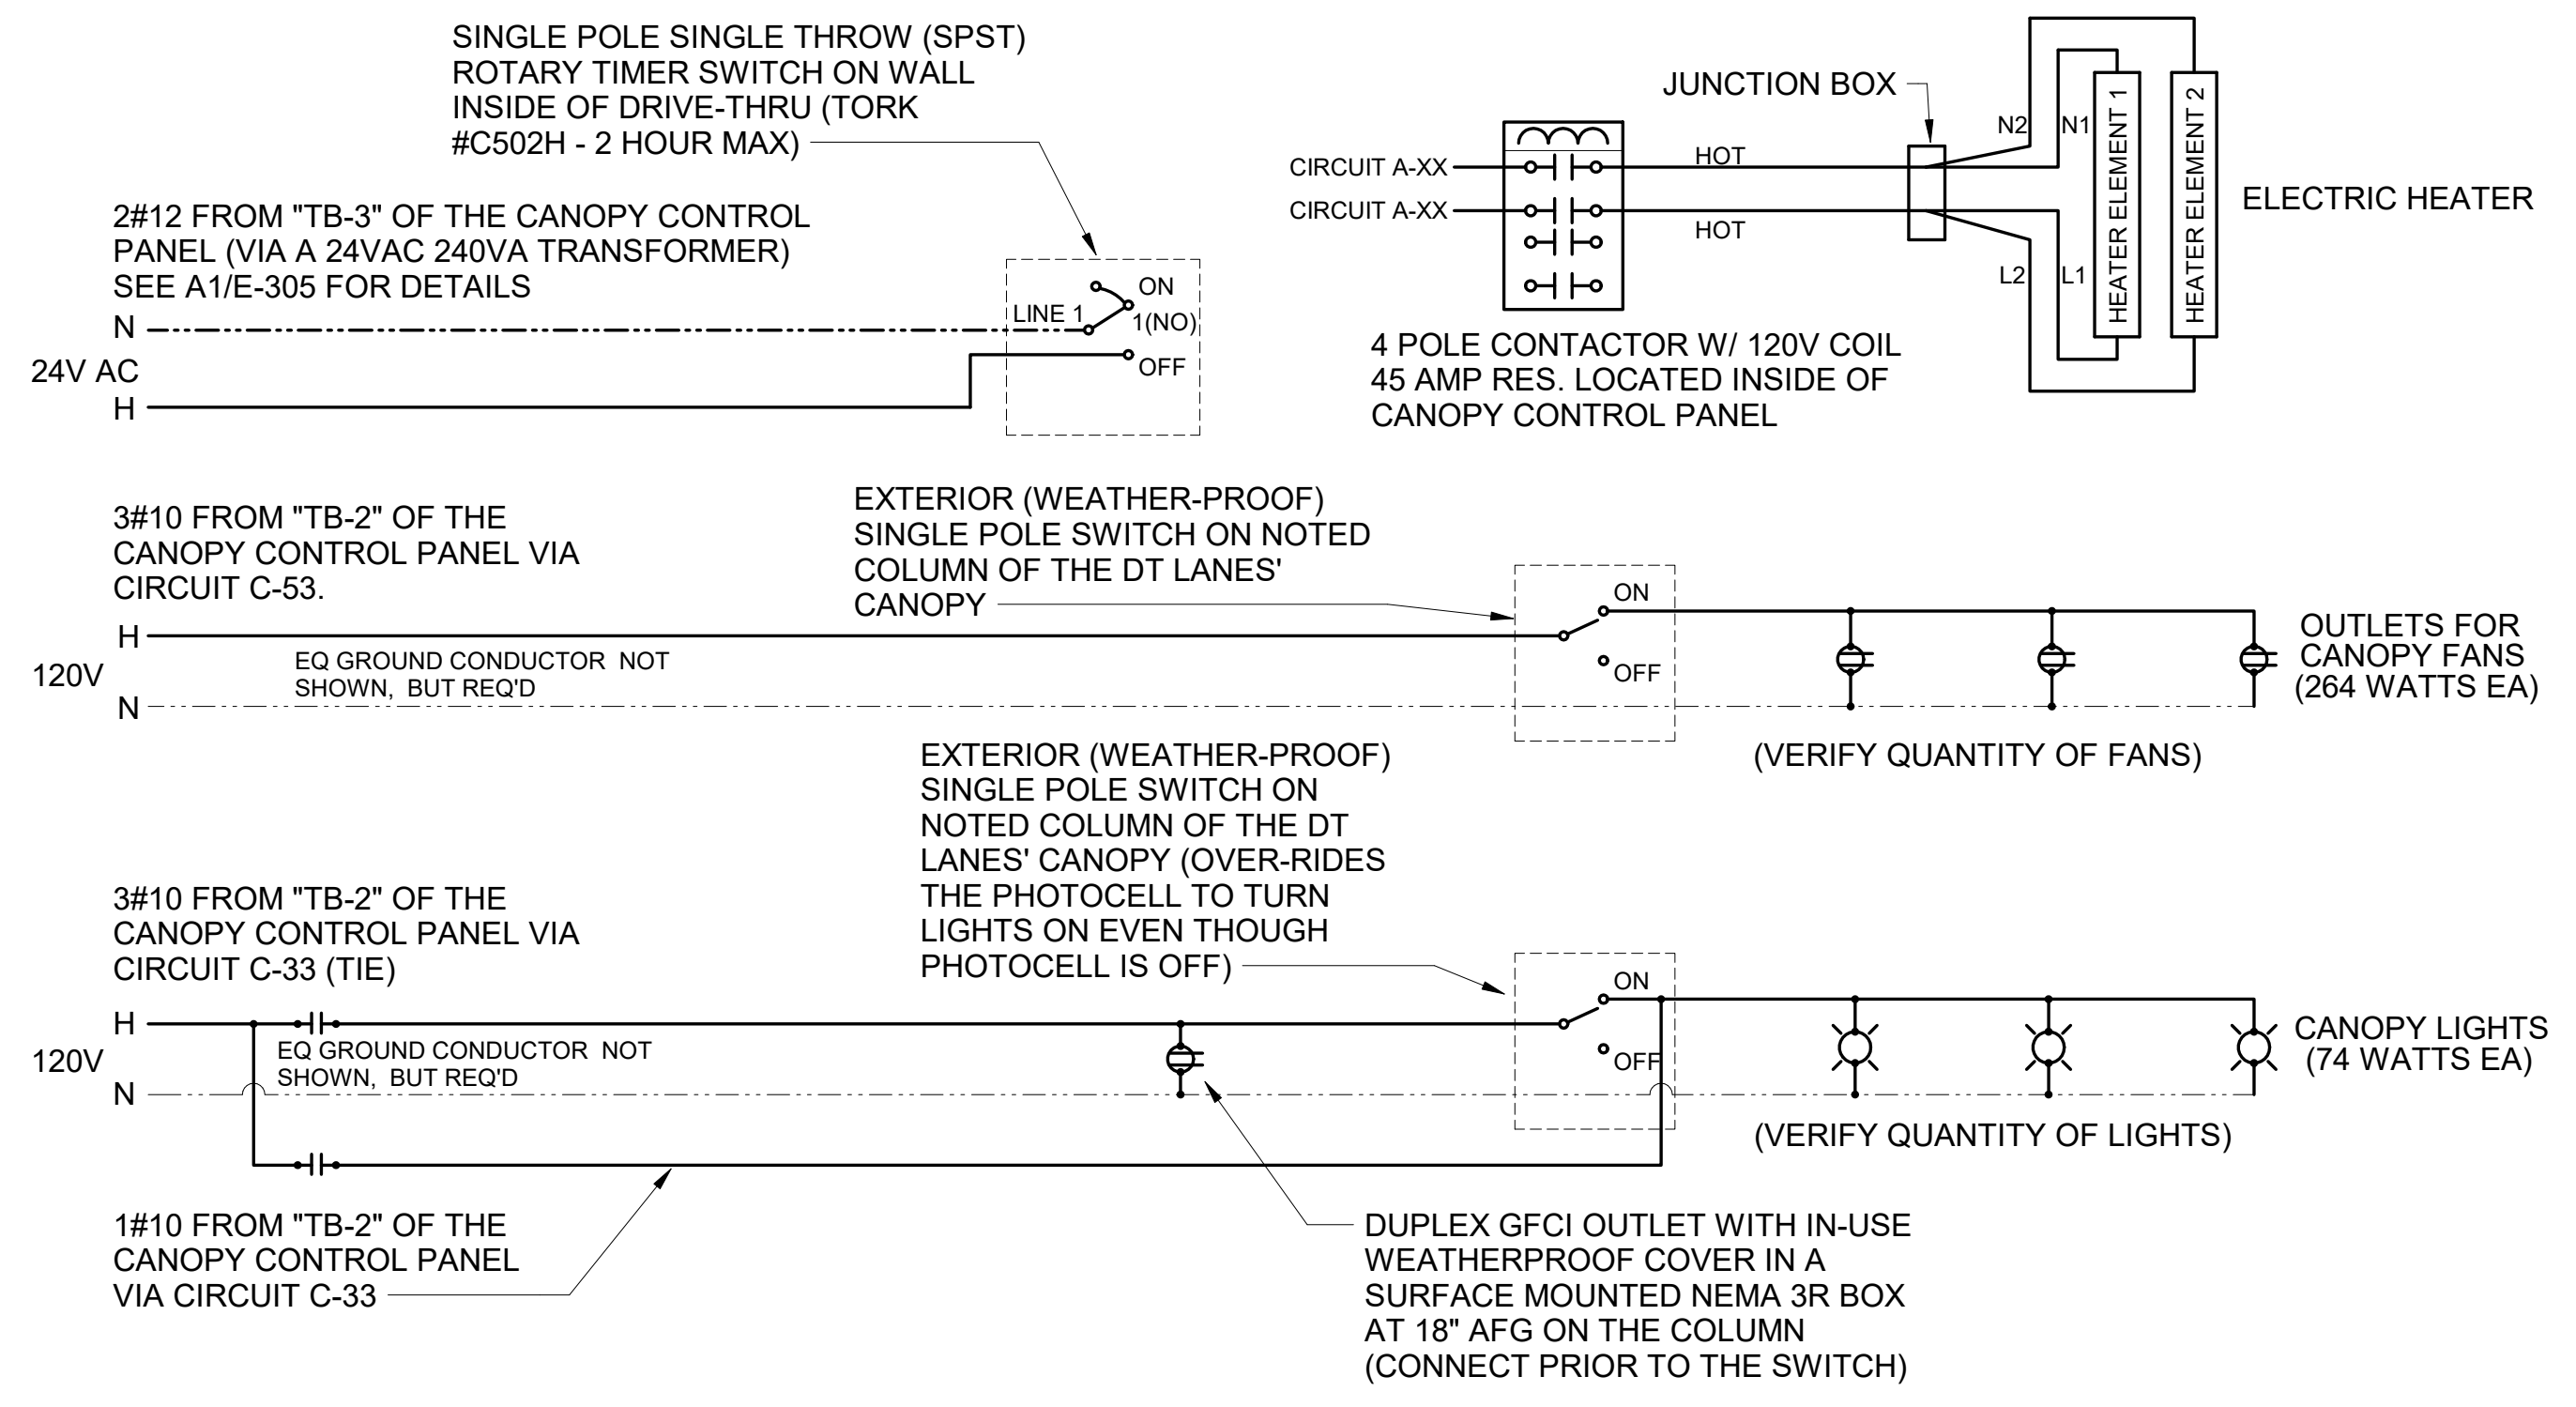 SINGLE POLE SINGLE THROW (SPST)
ROTARY TIMER SWITCH ON WALL
INSIDE OF DRIVE-THRU (TORK
#C502H - 2 HOUR MAX)
2#12 FROM "TB-3" OF THE CANOPY CONTROL
PANEL (VIA A 24VAC 240VA TRANSFORMER)
SEE A1/E-305 FOR DETAILS
N
24V AC
H
LINE 1
ON
1(NO)
OFF
JUNCTION BOX
CIRCUIT A-XX
CIRCUIT A-XX
HOT
HOT
N2
N1
L2
L1
HEATER ELEMENT 1
HEATER ELEMENT 2
ELECTRIC HEATER
4 POLE CONTACTOR W/ 120V COIL
45 AMP RES. LOCATED INSIDE OF
CANOPY CONTROL PANEL
3#10 FROM "TB-2" OF THE
CANOPY CONTROL PANEL VIA
CIRCUIT C-53.
H
120V
N
EQ GROUND CONDUCTOR NOT
SHOWN, BUT REQ'D
EXTERIOR (WEATHER-PROOF)
SINGLE POLE SWITCH ON NOTED
COLUMN OF THE DT LANES'
CANOPY
ON
OFF
OUTLETS FOR
CANOPY FANS
(264 WATTS EA)
(VERIFY QUANTITY OF FANS)
EXTERIOR (WEATHER-PROOF)
SINGLE POLE SWITCH ON
NOTED COLUMN OF THE DT
LANES' CANOPY (OVER-RIDES
THE PHOTOCELL TO TURN
LIGHTS ON EVEN THOUGH
PHOTOCELL IS OFF)
3#10 FROM "TB-2" OF THE
CANOPY CONTROL PANEL VIA
CIRCUIT C-33 (TIE)
H
120V
N
EQ GROUND CONDUCTOR NOT
SHOWN, BUT REQ'D
ON
OFF
CANOPY LIGHTS
(74 WATTS EA)
(VERIFY QUANTITY OF LIGHTS)
1#10 FROM "TB-2" OF THE
CANOPY CONTROL PANEL
VIA CIRCUIT C-33
DUPLEX GFCI OUTLET WITH IN-USE
WEATHERPROOF COVER IN A
SURFACE MOUNTED NEMA 3R BOX
AT 18" AFG ON THE COLUMN
(CONNECT PRIOR TO THE SWITCH)